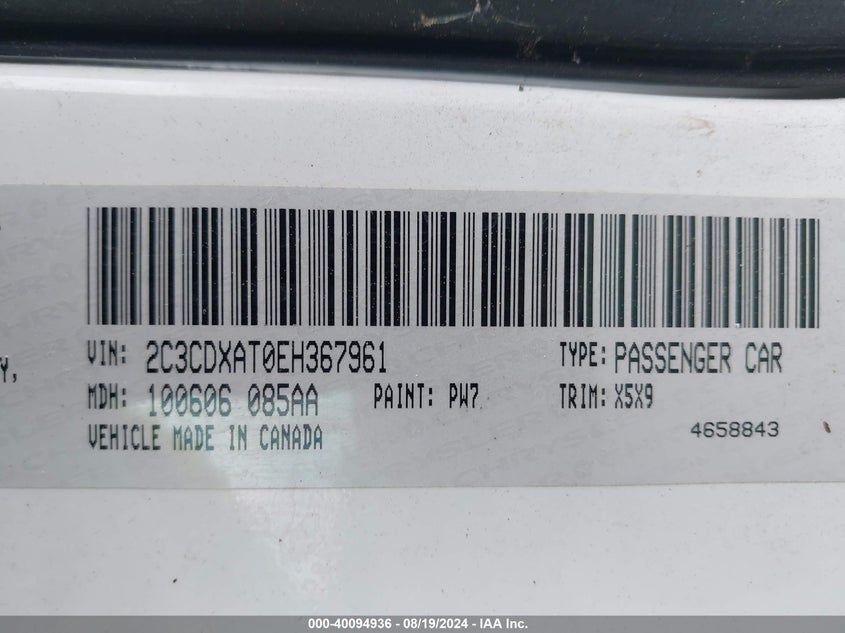 VIN: 2C3CDXAT0EH367961 TYPE: PASSENGER CAR
Y,
MDH: 100606 085AA PAINT: PW7 TRIM: X5X9
VEHICLE MADE IN CANADA 4658843
000-40094936 - 08/19/2024 - IAA Inc.